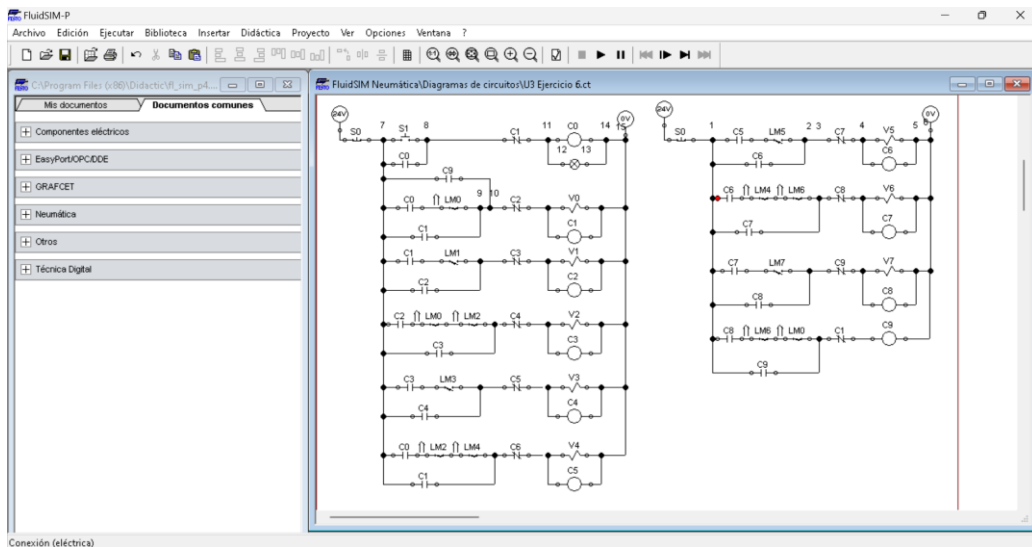 FluidSIM-P
Archivo Edición Ejecutar Biblioteca Insertar Didáctica Proyecto Ver Opciones Ventana ?
C:\Program Files (x86)\Didactic\fl_sim_p4....
Mis documentos
Documentos comunes
Componentes eléctricos
EasyPort/OPC/DDE
GRAFCET
Neumática
Otros
Técnica Digital
FluidSIM Neumática\Diagramas de circuitos\U3 Ejercicio 6.ct
24V
S0 7 S1 8 C1 11 C0 14 15 0V
12 13
C0
C9
C0 LM0 9 10 C2 V0
C1 C1
C1 LM1 C3 V1
C2 C2
C2 LM0 LM2 C4 V2
C3 C3
C3 LM3 C5 V3
C4 C4
C0 LM2 LM4 C6 V4
C1 C5
24V
S0 1 C5 LM5 2 3 C7 4 V5 5 6 0V
C6 C6
C6 LM4 LM6 C8 V6
C7 C7
C7 LM7 C9 V7
C8 C8
C8 LM6 LM0 C1 C9
C9
Conexión (eléctrica)